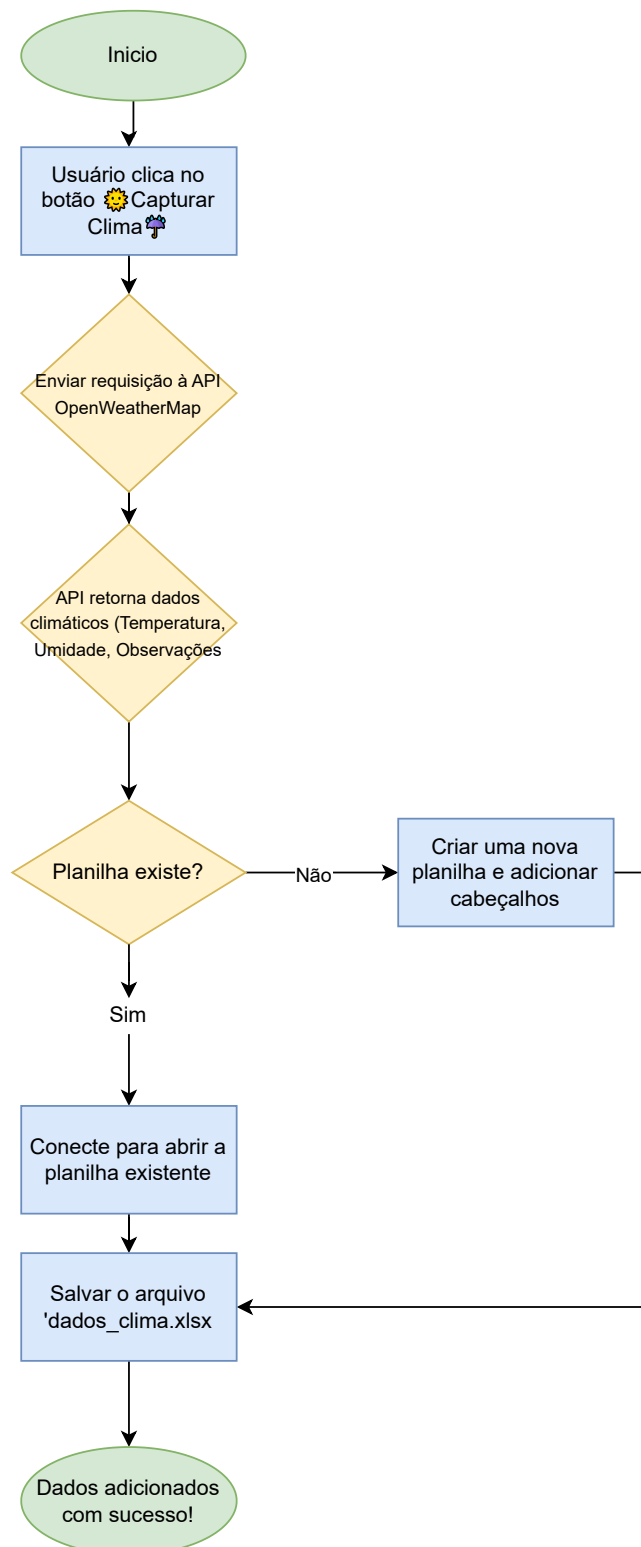 Inicio
Usuário clica no
botão 🌞Capturar
Clima☔
Enviar requisição à API
OpenWeatherMap
API retorna dados
climáticos (Temperatura,
Umidade, Observações
Planilha existe?
Não
Criar uma nova
planilha e adicionar
cabeçalhos
Sim
Conecte para abrir a
planilha existente
Salvar o arquivo
'dados_clima.xlsx
Dados adicionados
com sucesso!